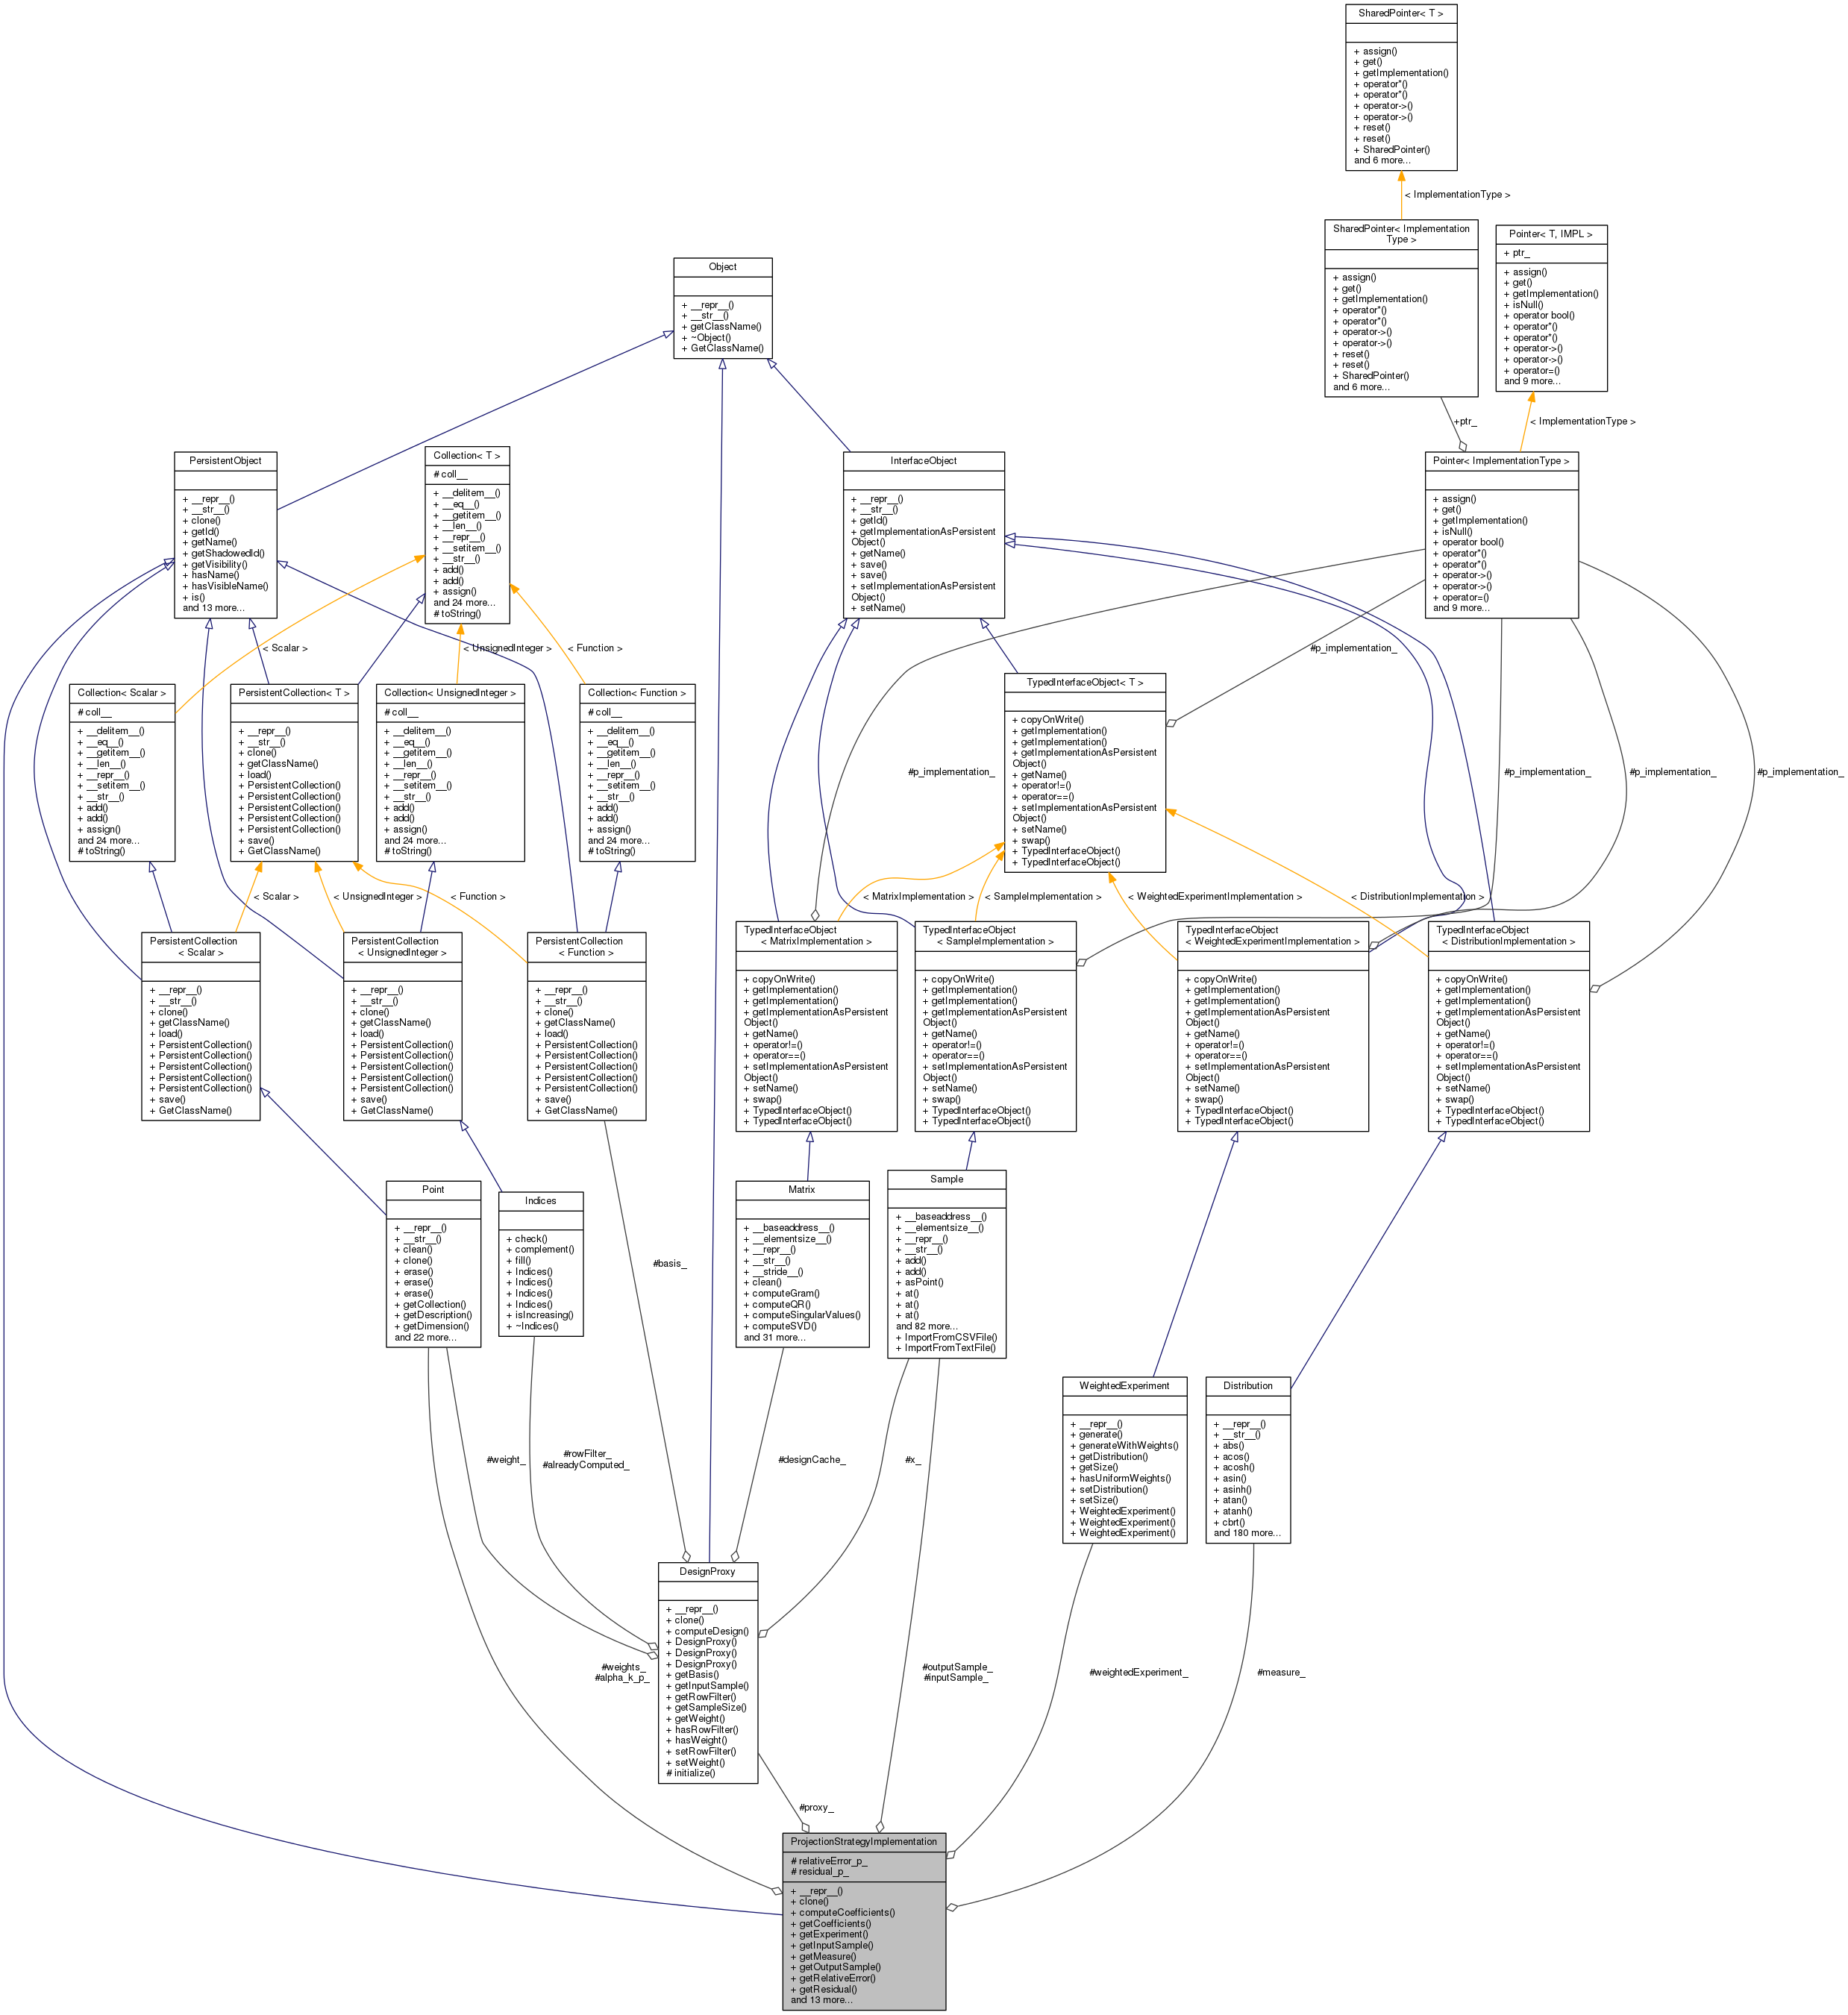 SharedPointer< T >
+ assign()
+ get()
+ getImplementation()
+ operator*()
+ operator*()
+ operator->()
+ operator->()
+ reset()
+ reset()
+ SharedPointer()
and 6 more...
< ImplementationType >
SharedPointer< Implementation
Type >
+ assign()
+ get()
+ getImplementation()
+ operator*()
+ operator*()
+ operator->()
+ operator->()
+ reset()
+ reset()
+ SharedPointer()
and 6 more...
Pointer< T, IMPL >
+ ptr_
+ assign()
+ get()
+ getImplementation()
+ isNull()
+ operator bool()
+ operator*()
+ operator*()
+ operator->()
+ operator->()
+ operator=()
and 9 more...
Object
+ __repr__()
+ __str__()
+ getClassName()
+ ~Object()
+ GetClassName()
+ptr_
< ImplementationType >
PersistentObject
+ __repr__()
+ __str__()
+ clone()
+ getId()
+ getName()
+ getShadowedId()
+ getVisibility()
+ hasName()
+ hasVisibleName()
+ is()
and 13 more...
Collection< T >
# coll__
+ __delitem__()
+ __eq__()
+ __getitem__()
+ __len__()
+ __repr__()
+ __setitem__()
+ __str__()
+ add()
+ add()
+ assign()
and 24 more...
# toString()
InterfaceObject
+ __repr__()
+ __str__()
+ getId()
+ getImplementationAsPersistent
Object()
+ getName()
+ save()
+ save()
+ setImplementationAsPersistent
Object()
+ setName()
Pointer< ImplementationType >
+ assign()
+ get()
+ getImplementation()
+ isNull()
+ operator bool()
+ operator*()
+ operator*()
+ operator->()
+ operator->()
+ operator=()
and 9 more...
< Scalar >
< UnsignedInteger >
< Function >
#p_implementation_
Collection< Scalar >
# coll__
+ __delitem__()
+ __eq__()
+ __getitem__()
+ __len__()
+ __repr__()
+ __setitem__()
+ __str__()
+ add()
+ add()
+ assign()
and 24 more...
# toString()
PersistentCollection< T >
+ __repr__()
+ __str__()
+ clone()
+ getClassName()
+ load()
+ PersistentCollection()
+ PersistentCollection()
+ PersistentCollection()
+ PersistentCollection()
+ PersistentCollection()
+ save()
+ GetClassName()
Collection< UnsignedInteger >
# coll__
+ __delitem__()
+ __eq__()
+ __getitem__()
+ __len__()
+ __repr__()
+ __setitem__()
+ __str__()
+ add()
+ add()
+ assign()
and 24 more...
# toString()
Collection< Function >
# coll__
+ __delitem__()
+ __eq__()
+ __getitem__()
+ __len__()
+ __repr__()
+ __setitem__()
+ __str__()
+ add()
+ add()
+ assign()
and 24 more...
# toString()
TypedInterfaceObject< T >
+ copyOnWrite()
+ getImplementation()
+ getImplementation()
+ getImplementationAsPersistent
Object()
+ getName()
+ operator!=()
+ operator==()
+ setImplementationAsPersistent
Object()
+ setName()
+ swap()
+ TypedInterfaceObject()
+ TypedInterfaceObject()
#p_implementation_
#p_implementation_
#p_implementation_
#p_implementation_
< Scalar >
< UnsignedInteger >
< Function >
< MatrixImplementation >
< SampleImplementation >
< WeightedExperimentImplementation >
< DistributionImplementation >
PersistentCollection
< Scalar >
+ __repr__()
+ __str__()
+ clone()
+ getClassName()
+ load()
+ PersistentCollection()
+ PersistentCollection()
+ PersistentCollection()
+ PersistentCollection()
+ PersistentCollection()
+ save()
+ GetClassName()
PersistentCollection
< UnsignedInteger >
+ __repr__()
+ __str__()
+ clone()
+ getClassName()
+ load()
+ PersistentCollection()
+ PersistentCollection()
+ PersistentCollection()
+ PersistentCollection()
+ PersistentCollection()
+ save()
+ GetClassName()
PersistentCollection
< Function >
+ __repr__()
+ __str__()
+ clone()
+ getClassName()
+ load()
+ PersistentCollection()
+ PersistentCollection()
+ PersistentCollection()
+ PersistentCollection()
+ PersistentCollection()
+ save()
+ GetClassName()
TypedInterfaceObject
< MatrixImplementation >
+ copyOnWrite()
+ getImplementation()
+ getImplementation()
+ getImplementationAsPersistent
Object()
+ getName()
+ operator!=()
+ operator==()
+ setImplementationAsPersistent
Object()
+ setName()
+ swap()
+ TypedInterfaceObject()
+ TypedInterfaceObject()
TypedInterfaceObject
< SampleImplementation >
+ copyOnWrite()
+ getImplementation()
+ getImplementation()
+ getImplementationAsPersistent
Object()
+ getName()
+ operator!=()
+ operator==()
+ setImplementationAsPersistent
Object()
+ setName()
+ swap()
+ TypedInterfaceObject()
+ TypedInterfaceObject()
TypedInterfaceObject
< WeightedExperimentImplementation >
+ copyOnWrite()
+ getImplementation()
+ getImplementation()
+ getImplementationAsPersistent
Object()
+ getName()
+ operator!=()
+ operator==()
+ setImplementationAsPersistent
Object()
+ setName()
+ swap()
+ TypedInterfaceObject()
+ TypedInterfaceObject()
TypedInterfaceObject
< DistributionImplementation >
+ copyOnWrite()
+ getImplementation()
+ getImplementation()
+ getImplementationAsPersistent
Object()
+ getName()
+ operator!=()
+ operator==()
+ setImplementationAsPersistent
Object()
+ setName()
+ swap()
+ TypedInterfaceObject()
+ TypedInterfaceObject()
Point
+ __repr__()
+ __str__()
+ clean()
+ clone()
+ erase()
+ erase()
+ erase()
+ getCollection()
+ getDescription()
+ getDimension()
and 22 more...
Indices
+ check()
+ complement()
+ fill()
+ Indices()
+ Indices()
+ Indices()
+ Indices()
+ isIncreasing()
+ ~Indices()
#basis_
Matrix
+ __baseaddress__()
+ __elementsize__()
+ __repr__()
+ __str__()
+ __stride__()
+ clean()
+ computeGram()
+ computeQR()
+ computeSingularValues()
+ computeSVD()
and 31 more...
Sample
+ __baseaddress__()
+ __elementsize__()
+ __repr__()
+ __str__()
+ add()
+ add()
+ asPoint()
+ at()
+ at()
+ at()
and 82 more...
+ ImportFromCSVFile()
+ ImportFromTextFile()
WeightedExperiment
+ __repr__()
+ generate()
+ generateWithWeights()
+ getDistribution()
+ getSize()
+ hasUniformWeights()
+ setDistribution()
+ setSize()
+ WeightedExperiment()
+ WeightedExperiment()
+ WeightedExperiment()
Distribution
+ __repr__()
+ __str__()
+ abs()
+ acos()
+ acosh()
+ asin()
+ asinh()
+ atan()
+ atanh()
+ cbrt()
and 180 more...
#weight_
#rowFilter_
#alreadyComputed_
#designCache_
#x_
DesignProxy
+ __repr__()
+ clone()
+ computeDesign()
+ DesignProxy()
+ DesignProxy()
+ DesignProxy()
+ getBasis()
+ getInputSample()
+ getRowFilter()
+ getSampleSize()
+ getWeight()
+ hasRowFilter()
+ hasWeight()
+ setRowFilter()
+ setWeight()
# initialize()
#weights_
#alpha_k_p_
#outputSample_
#inputSample_
#weightedExperiment_
#measure_
#proxy_
ProjectionStrategyImplementation
# relativeError_p_
# residual_p_
+ __repr__()
+ clone()
+ computeCoefficients()
+ getCoefficients()
+ getExperiment()
+ getInputSample()
+ getMeasure()
+ getOutputSample()
+ getRelativeError()
+ getResidual()
and 13 more...